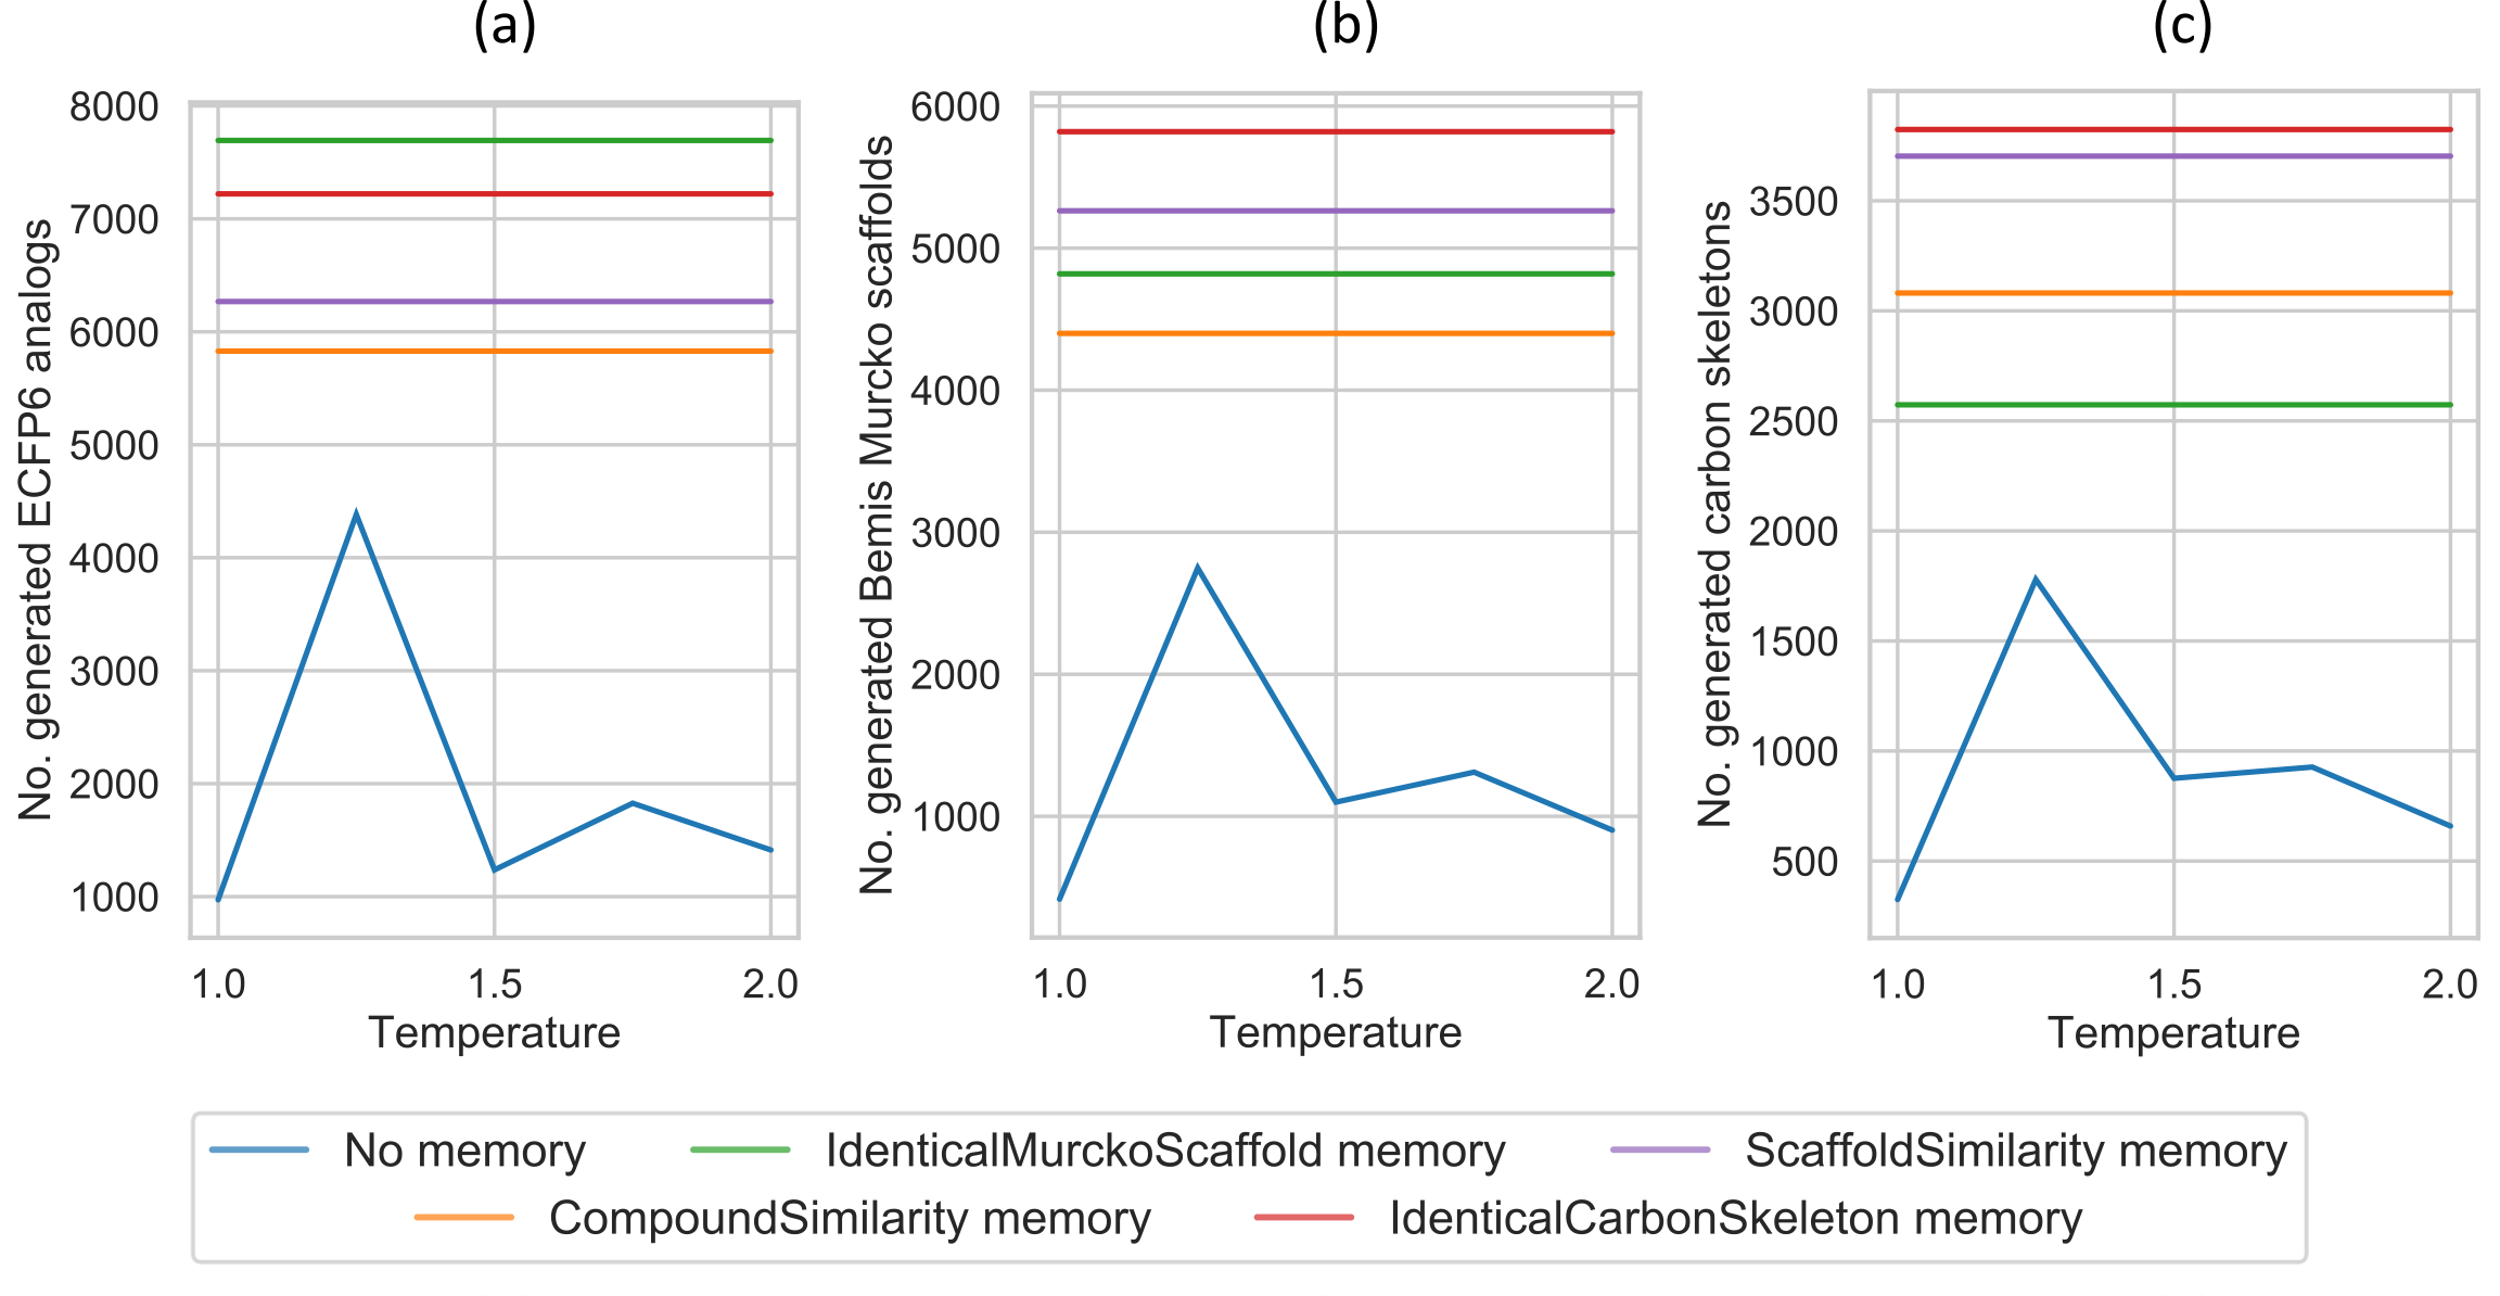 (a)
(b)
(c)
No. generated ECFP6 analogs
8000
7000
6000
5000
4000
3000
2000
1000
1.0
1.5
2.0
Temperature
No. generated Bemis Murcko scaffolds
6000
5000
4000
3000
2000
1000
1.0
1.5
2.0
Temperature
No. generated carbon skeletons
3500
3000
2500
2000
1500
1000
500
1.0
1.5
2.0
Temperature
No memory
IdenticalMurckoScaffold memory
ScaffoldSimilarity memory
CompoundSimilarity memory
IdenticalCarbonSkeleton memory